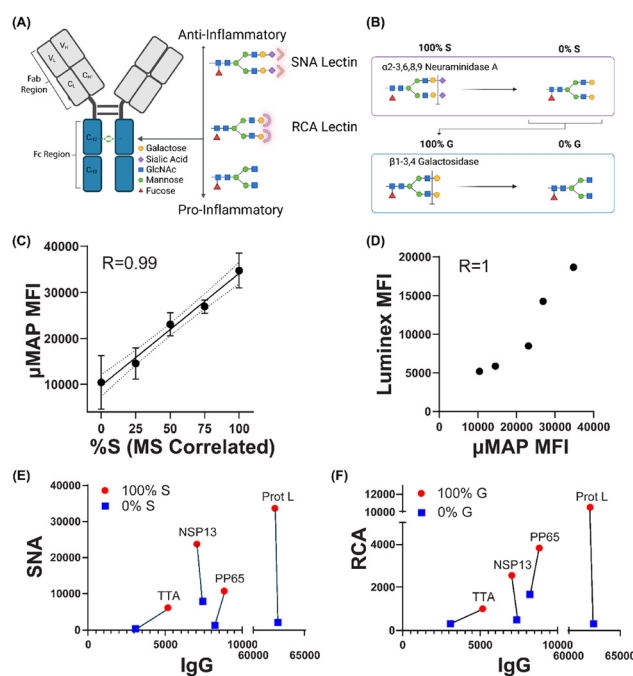 (A)
Anti-Inflammatory
VH
VH
VL
CH1
CL
Fab
Region
SNA Lectin
RCA Lectin
CH2
Fc Region
CH3
Galactose
Sialic Acid
GlcNAc
Mannose
Fucose
Pro-Inflammatory
(B)
100% S
0% S
α2-3,6,8,9 Neuraminidase A
100% G
0% G
β1-3,4 Galactosidase
(C)
R=0.99
µMAP MFI
40000
30000
20000
10000
0
25
50
75
100
%S (MS Correlated)
(D)
R=1
Luminex MFI
20000
15000
10000
5000
0
0
10000
20000
30000
40000
µMAP MFI
(E)
100% S
0% S
SNA
40000
30000
20000
10000
0
TTA
NSP13
PP65
Prot L
0
5000
10000
60000
65000
IgG
(F)
100% G
0% G
RCA
12000
10000
4000
2000
0
TTA
NSP13
PP65
Prot L
0
5000
10000
60000
65000
IgG